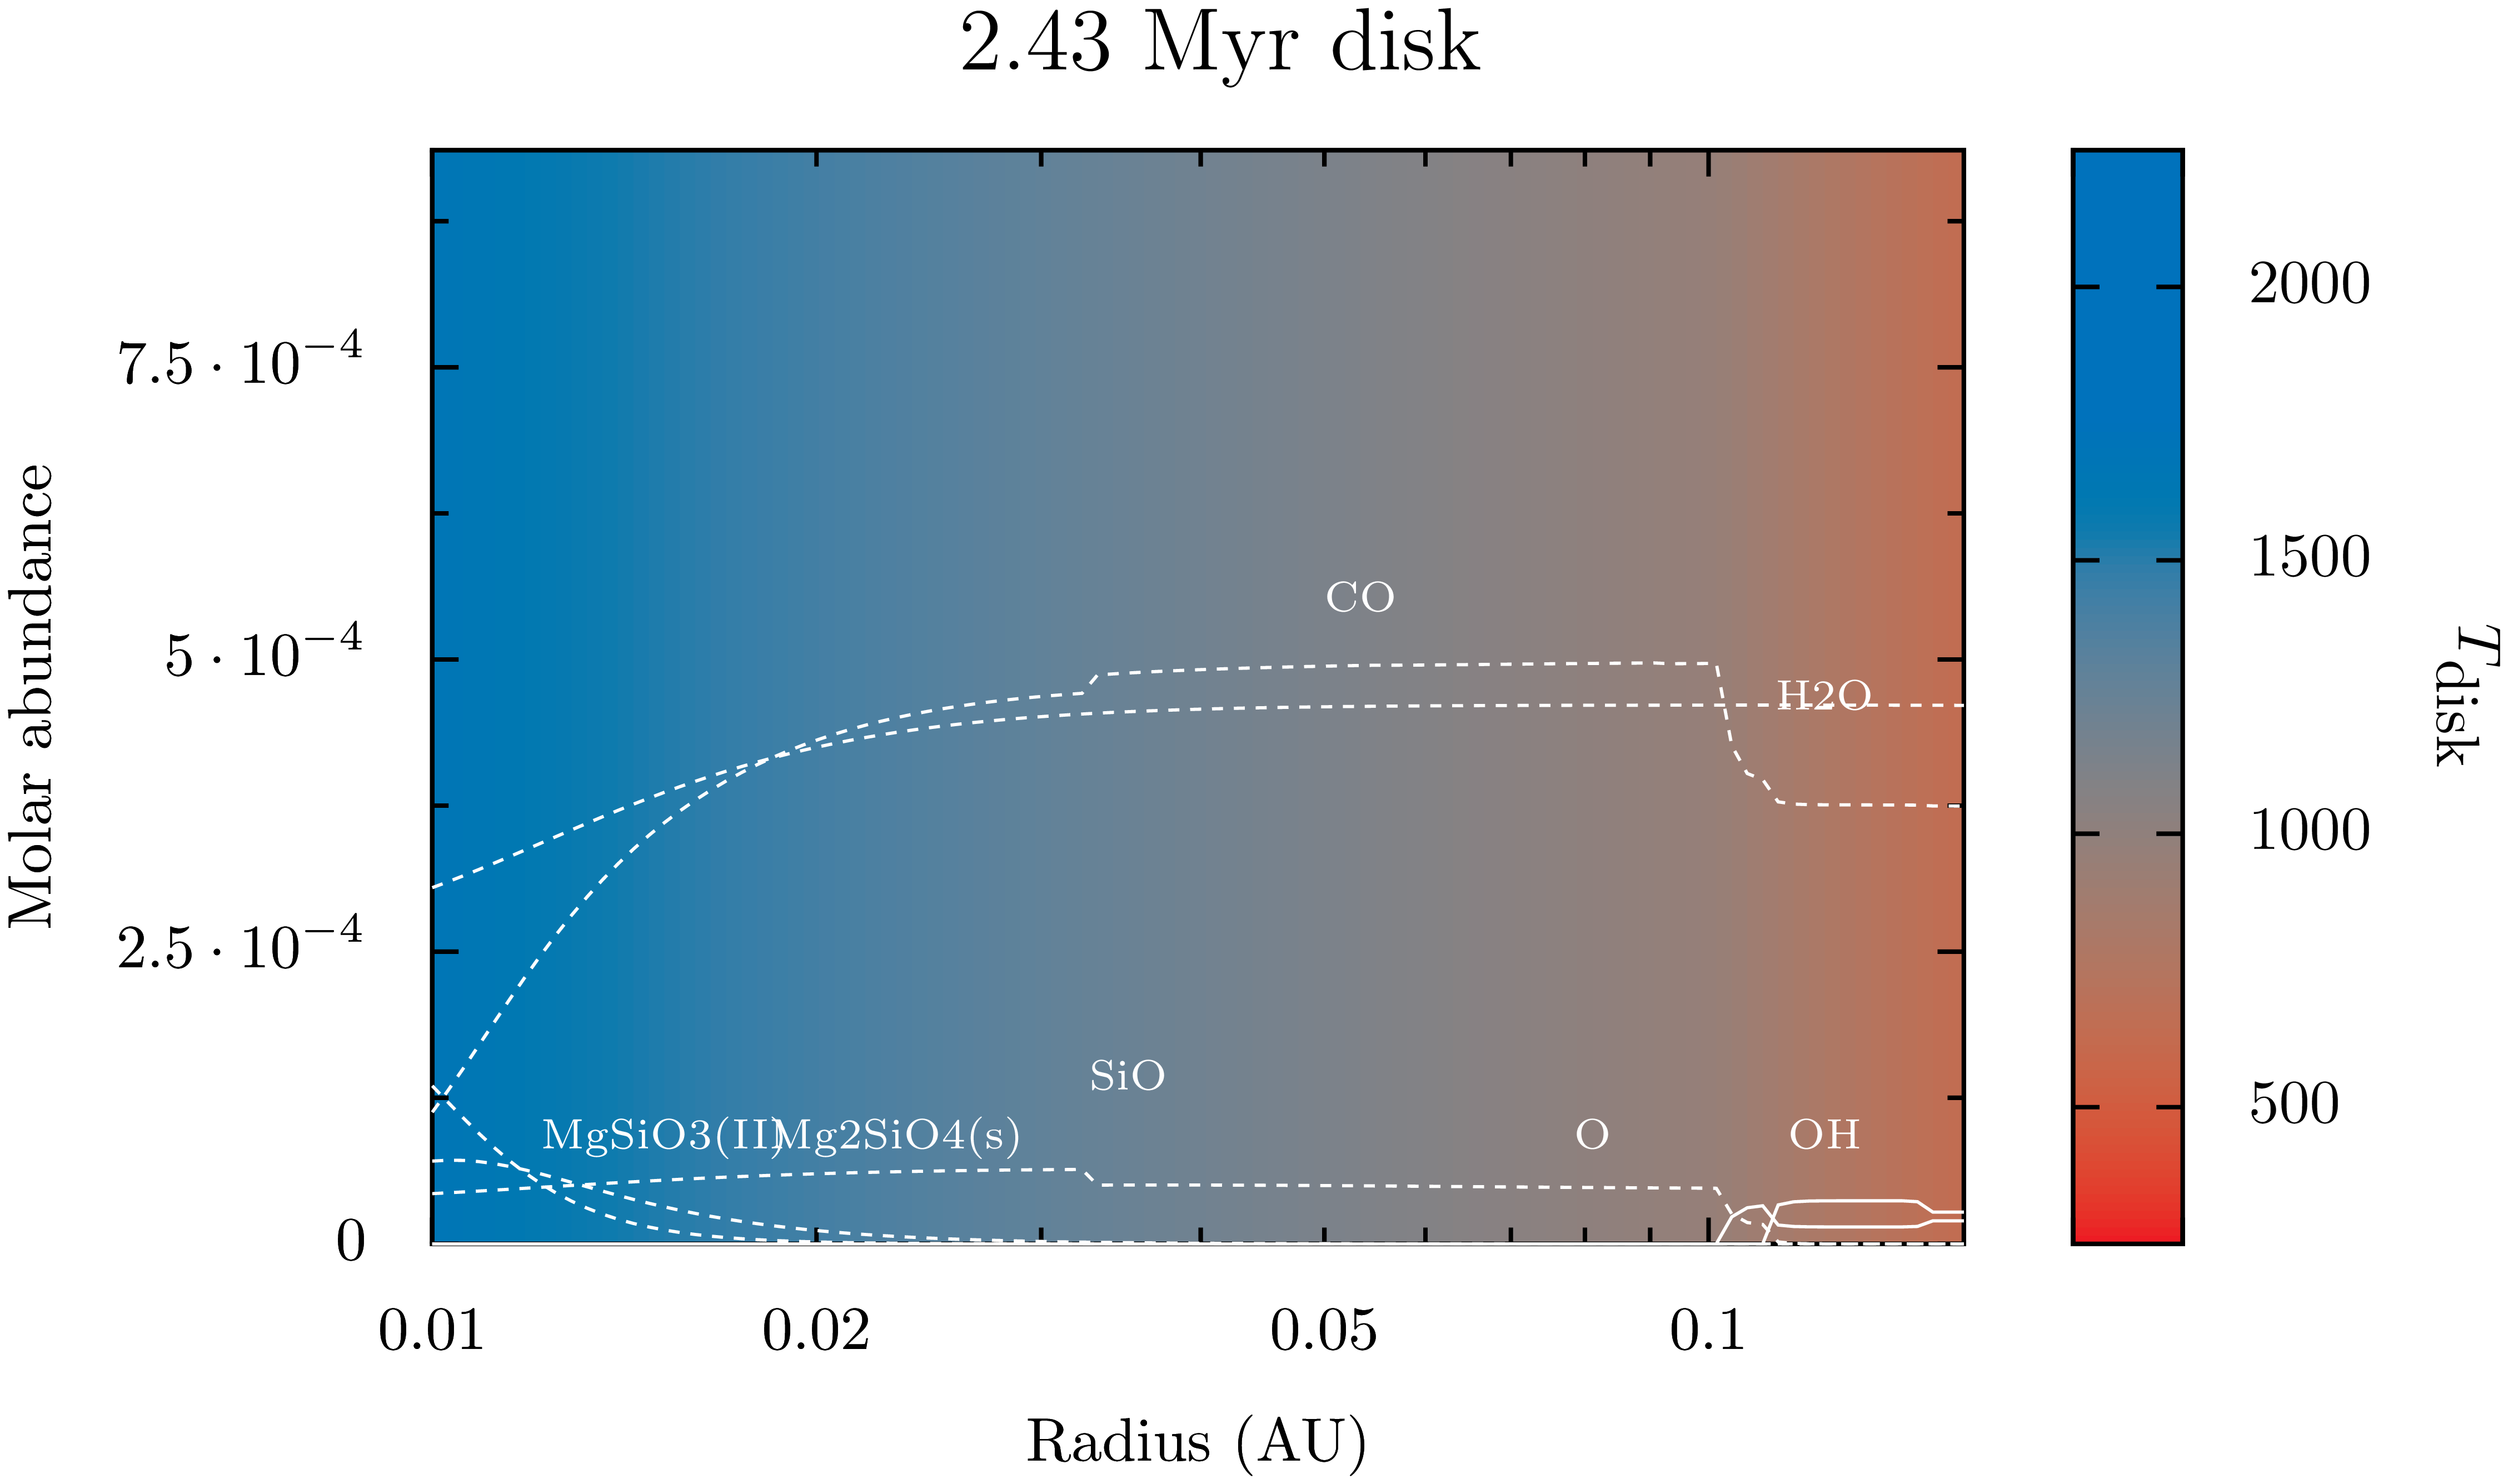 2.43 Myr disk
Molar abundance
7.5 · 10⁻⁴
5 · 10⁻⁴
2.5 · 10⁻⁴
0
CO
H2O
SiO
MgSiO3(II)
Mg2SiO4(s)
O
OH
0.01
0.02
0.05
0.1
Radius (AU)
2000
1500
1000
500
T_disk